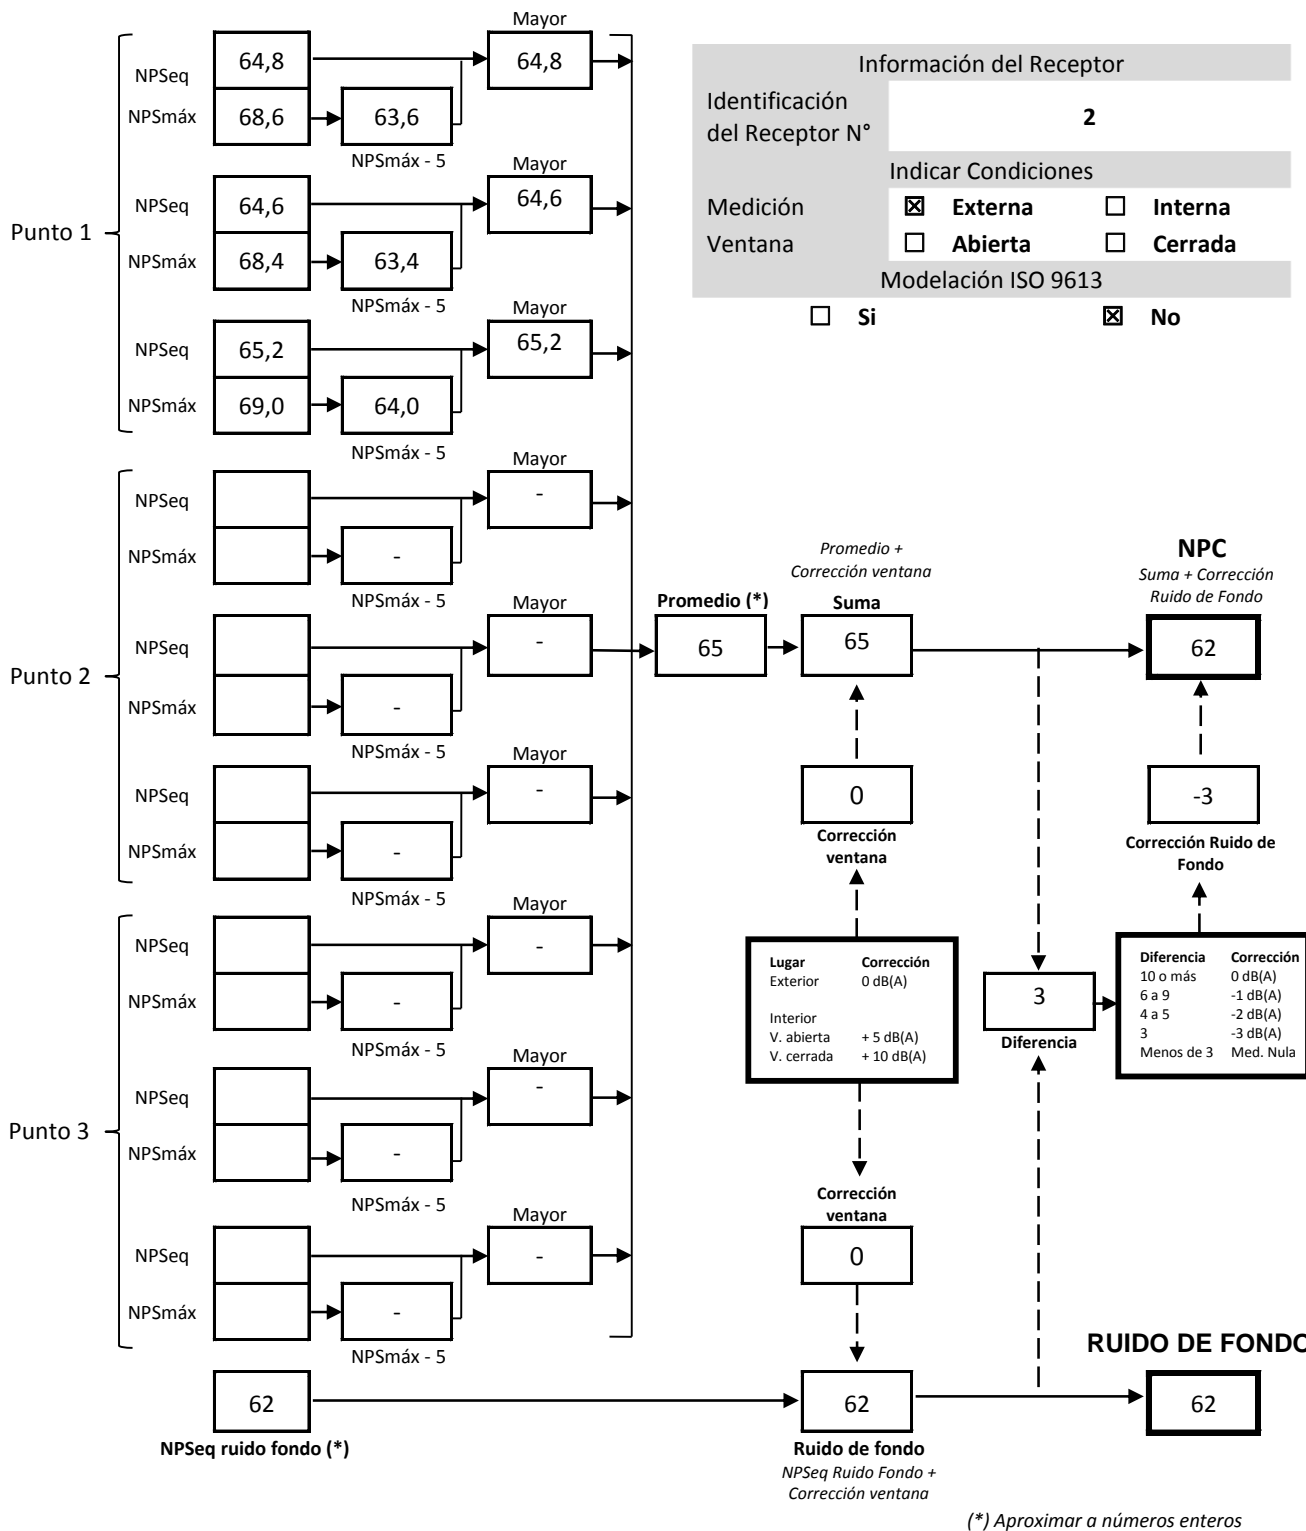 Mayor
NPSeq 64,8 64,8
NPSmáx 68,6 63,6
NPSmáx - 5
Mayor
NPSeq 64,6 64,6
Punto 1
NPSmáx 68,4 63,4
NPSmáx - 5
Mayor
NPSeq 65,2 65,2
NPSmáx 69,0 64,0
NPSmáx - 5
Información del Receptor
Identificación
del Receptor N°
2
Indicar Condiciones
Medición ☒ Externa ☐ Interna
Ventana ☐ Abierta ☐ Cerrada
Modelación ISO 9613
☐ Si ☒ No
Mayor
NPSeq -
NPSmáx -
NPSmáx - 5
Mayor
NPSeq -
Punto 2
NPSmáx -
NPSmáx - 5
Mayor
NPSeq -
NPSmáx -
NPSmáx - 5
Promedio (*)
65
Promedio +
Corrección ventana
Suma
65
NPC
Suma + Corrección
Ruido de Fondo
62
0
Corrección
ventana
-3
Corrección Ruido de
Fondo
Mayor
NPSeq -
NPSmáx -
NPSmáx - 5
Mayor
NPSeq -
Punto 3
NPSmáx -
NPSmáx - 5
Mayor
NPSeq -
NPSmáx -
NPSmáx - 5
Lugar Corrección
Exterior 0 dB(A)
Interior
V. abierta + 5 dB(A)
V. cerrada + 10 dB(A)
3
Diferencia
Diferencia Corrección
10 o más 0 dB(A)
6 a 9 -1 dB(A)
4 a 5 -2 dB(A)
3 -3 dB(A)
Menos de 3 Med. Nula
Corrección
ventana
0
RUIDO DE FONDO
62 62 62
NPSeq ruido fondo (*)
Ruido de fondo
NPSeq Ruido Fondo +
Corrección ventana
(*) Aproximar a números enteros